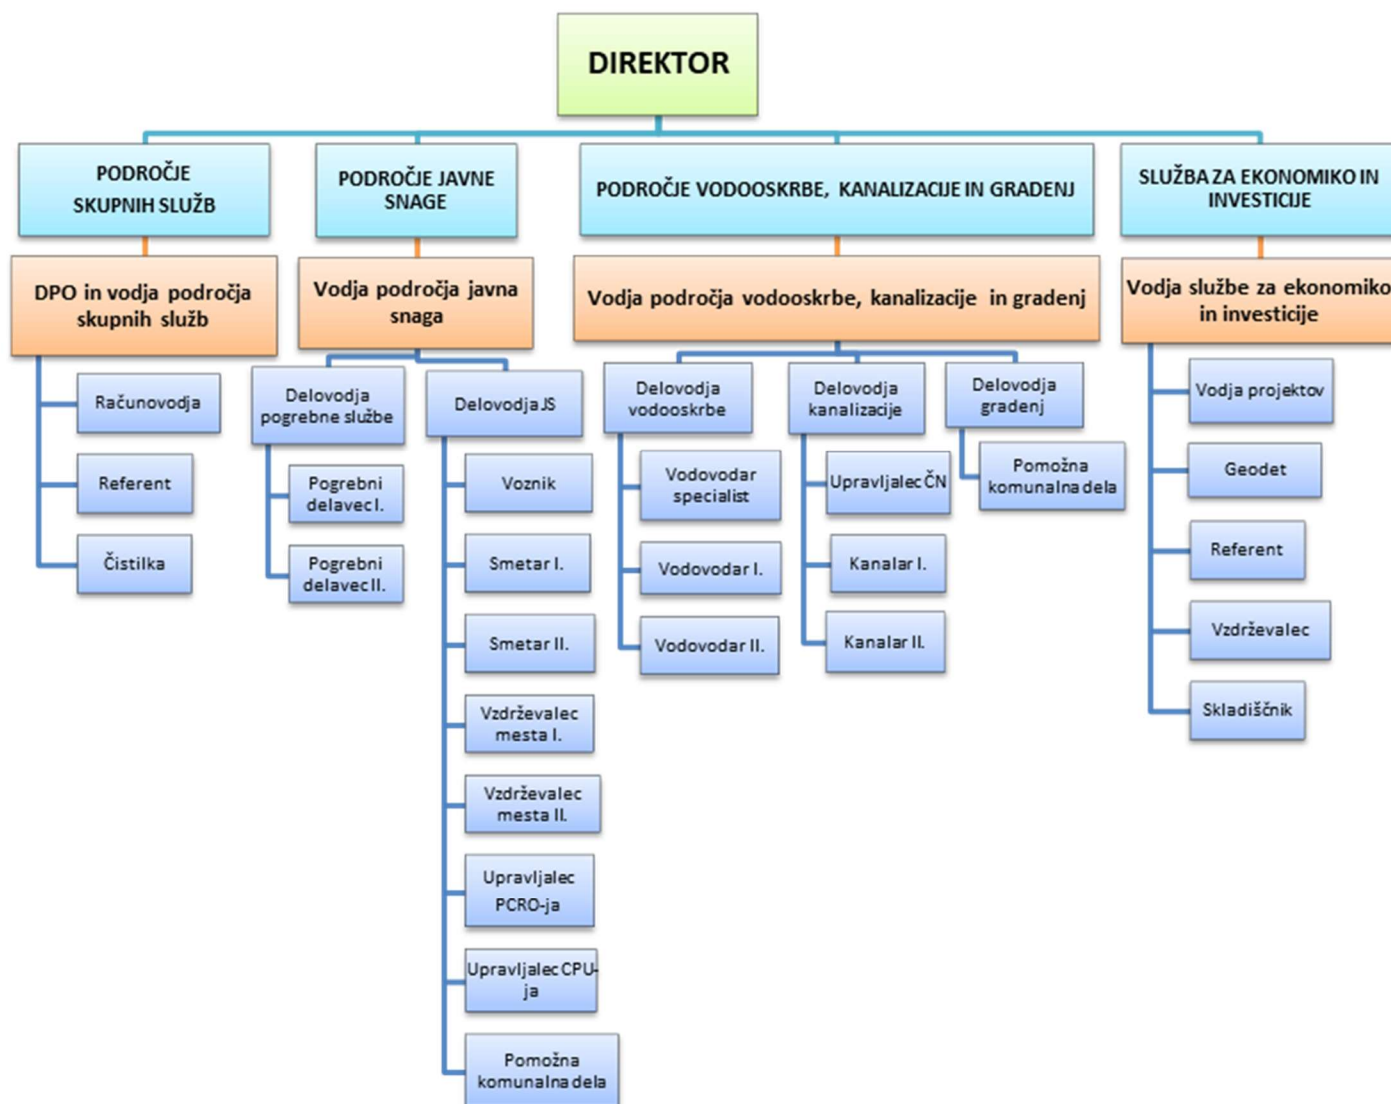 DIREKTOR
PODROČJE
SKUPNIH SLUŽB
PODROČJE JAVNE
SNAGE
PODROČJE VODOOSKRBE, KANALIZACIJE IN GRADENJ
SLUŽBA ZA EKONOMIKO IN
INVESTICIJE
DPO in vodja področja
skupnih služb
Vodja področja javna
snaga
Vodja področja vodooskrbe, kanalizacije in gradenj
Vodja službe za ekonomiko
in investicije
Računovodja
Referent
Čistilka
Delovodja
pogrebne službe
Pogrebni
delavec I.
Pogrebni
delavec II.
Delovodja JS
Voznik
Smetar I.
Smetar II.
Vzdrževalec
mesta I.
Vzdrževalec
mesta II.
Upravljalec
PCRO-ja
Upravljalec CPU-
ja
Pomožna
komunalna dela
Delovodja
vodooskrbe
Vodovodar
specialist
Vodovodar I.
Vodovodar II.
Delovodja
kanalizacije
Upravljalec ČN
Kanalar I.
Kanalar II.
Delovodja
gradenj
Pomožna
komunalna dela
Vodja projektov
Geodet
Referent
Vzdrževalec
Skladiščnik